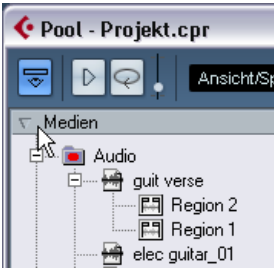 Pool - Projekt.cpr
Ansicht/Sp
Medien
Audio
guit verse
Region 2
Region 1
elec guitar_01